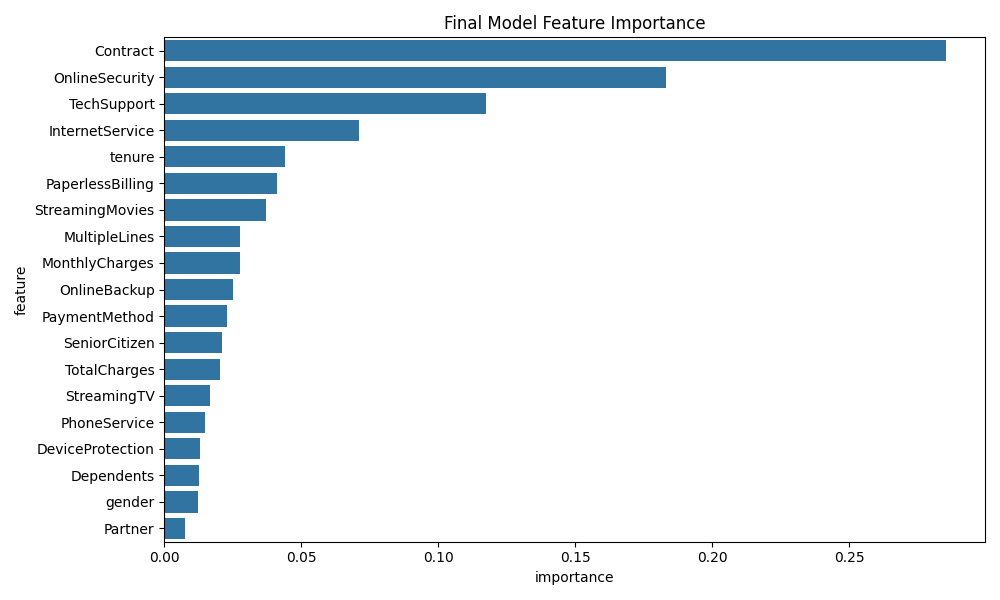 Final Model Feature Importance
Contract
OnlineSecurity
TechSupport
InternetService
tenure
PaperlessBilling
StreamingMovies
MultipleLines
MonthlyCharges
OnlineBackup
PaymentMethod
SeniorCitizen
TotalCharges
StreamingTV
PhoneService
DeviceProtection
Dependents
gender
Partner
feature
0.00 0.05 0.10 0.15 0.20 0.25
importance